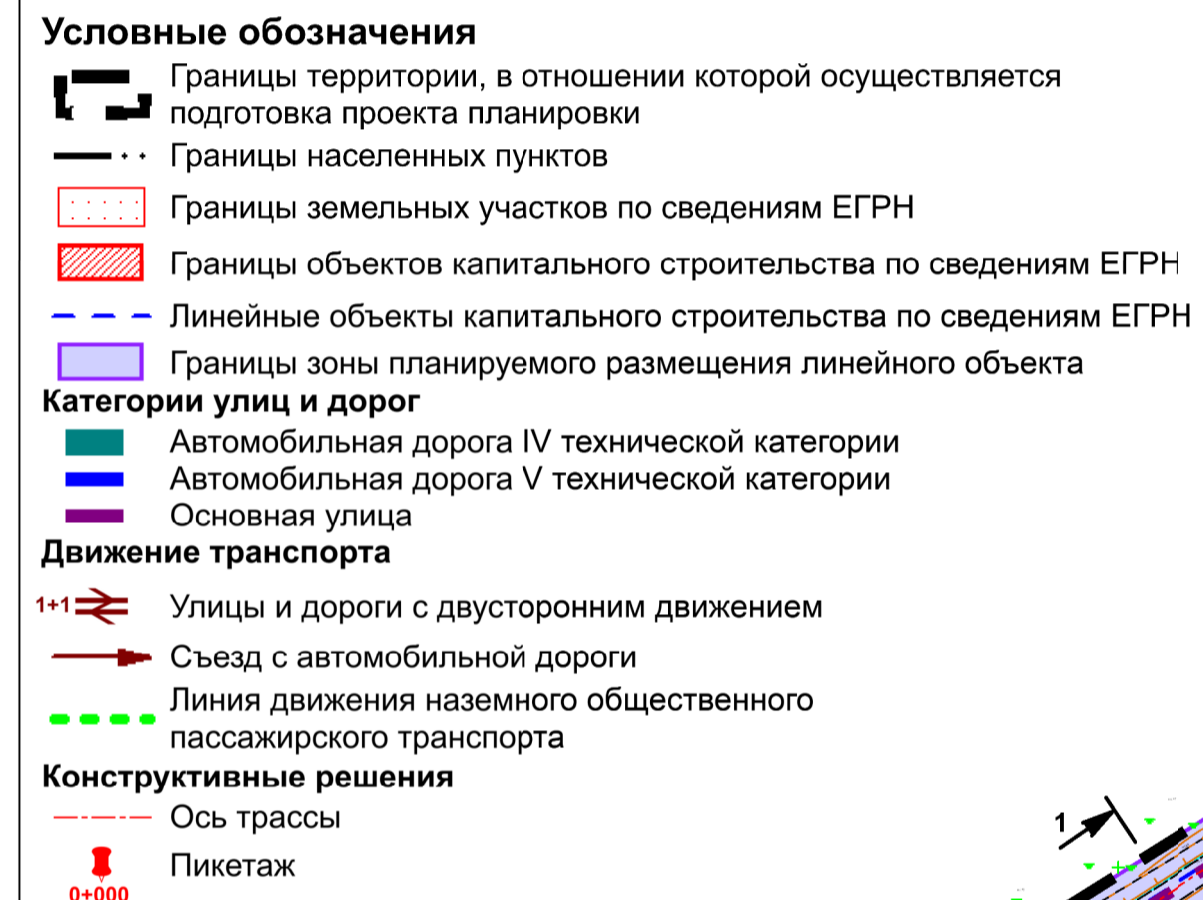 Условные обозначения
Границы территории, в отношении которой осуществляется
подготовка проекта планировки
Границы населенных пунктов
Границы земельных участков по сведениям ЕГРН
Границы объектов капитального строительства по сведениям ЕГРН
Линейные объекты капитального строительства по сведениям ЕГРН
Границы зоны планируемого размещения линейного объекта
Категории улиц и дорог
Автомобильная дорога IV технической категории
Автомобильная дорога V технической категории
Основная улица
Движение транспорта
1+1 Улицы и дороги с двусторонним движением
Съезд с автомобильной дороги
Линия движения наземного общественного
пассажирского транспорта
Конструктивные решения
Ось трассы
1
Пикетаж
0+000